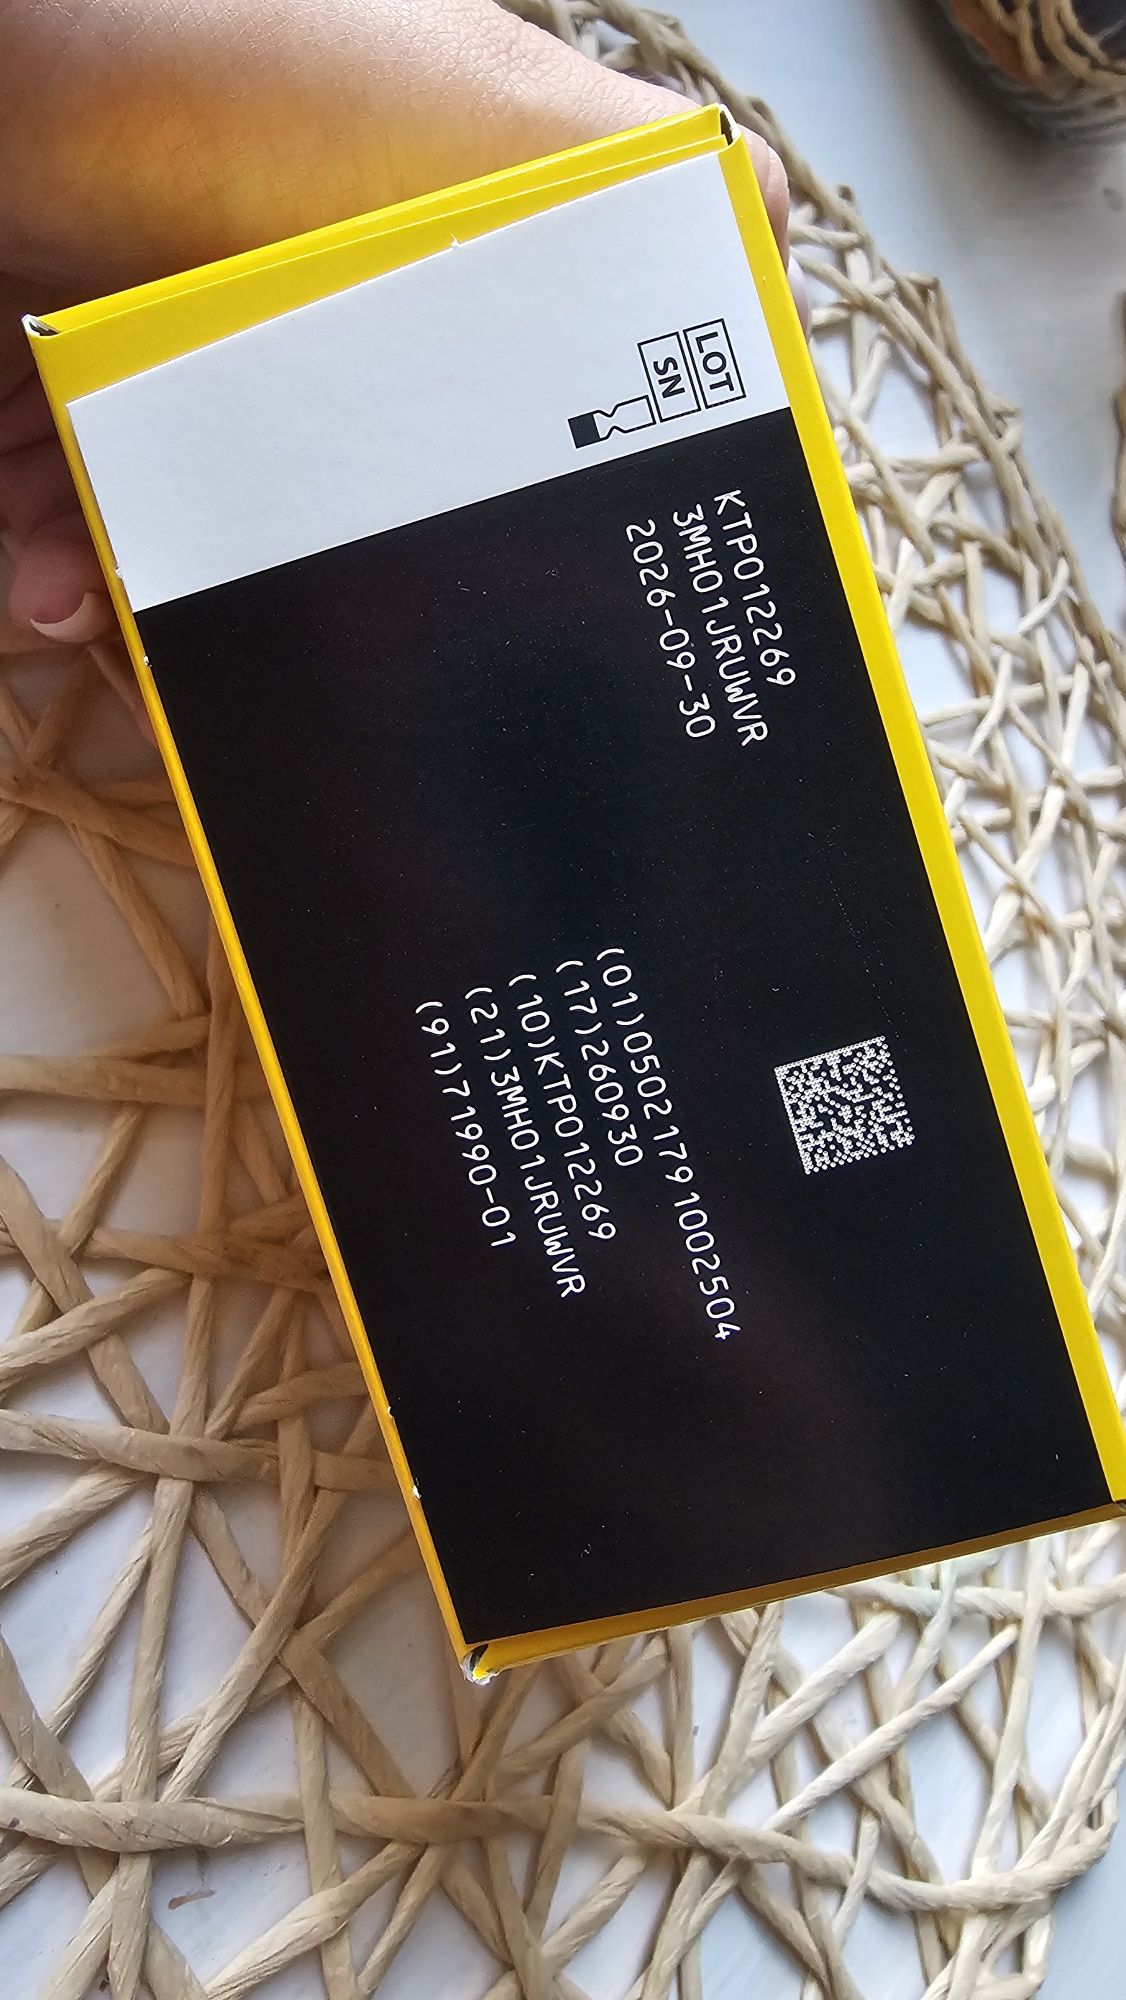 LOT
SN
KTP012269
3MH01JRUWVR
2026-09-30
(01)05021791002504
(17)260930
(10)KTP012269
(21)3MH01JRUWVR
(91)71990-01